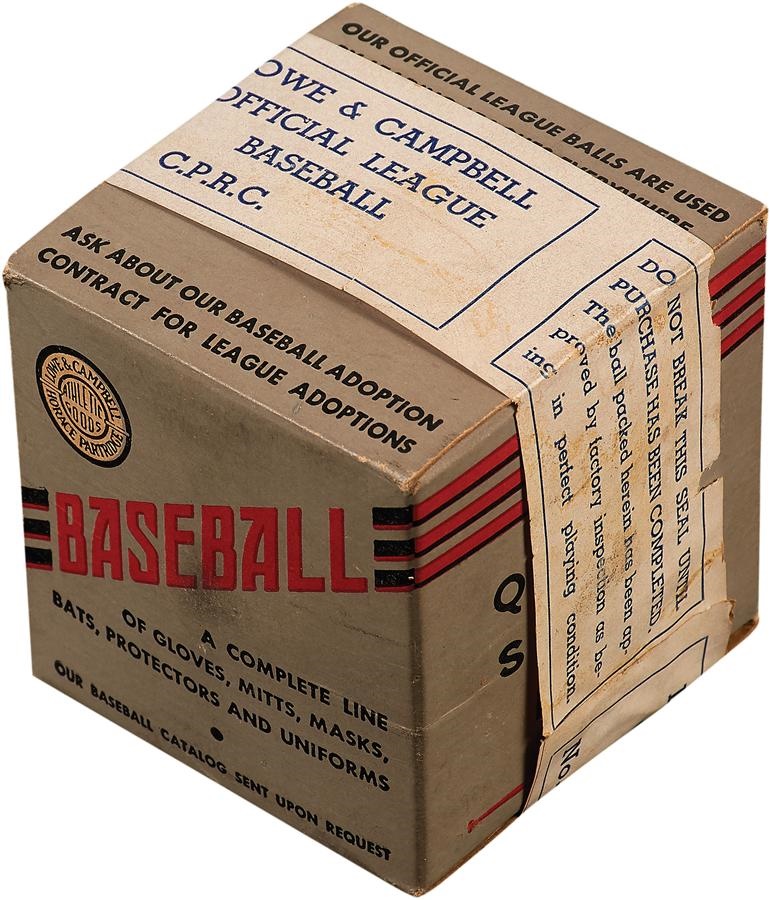 OUR OFFICIAL LEAGUE BALLS ARE USED
OWE & CAMPBELL
OFFICIAL LEAGUE
BASEBALL
C.P.R.C.
ASK ABOUT OUR BASEBALL ADOPTION
CONTRACT FOR LEAGUE ADOPTIONS
LOWE & CAMPBELL
ATHLETIC
GOODS
HORACE PARTRIDGE
BASEBALL
A COMPLETE LINE
OF GLOVES, MITTS, MASKS,
BATS, PROTECTORS AND UNIFORMS
OUR BASEBALL CATALOG SENT UPON REQUEST
DO NOT BREAK THIS SEAL UNTIL
PURCHASE HAS BEEN COMPLETED.
The ball packed herein has been ap-
proved by factory inspection as be-
ing in perfect playing condition.
Q
S
No